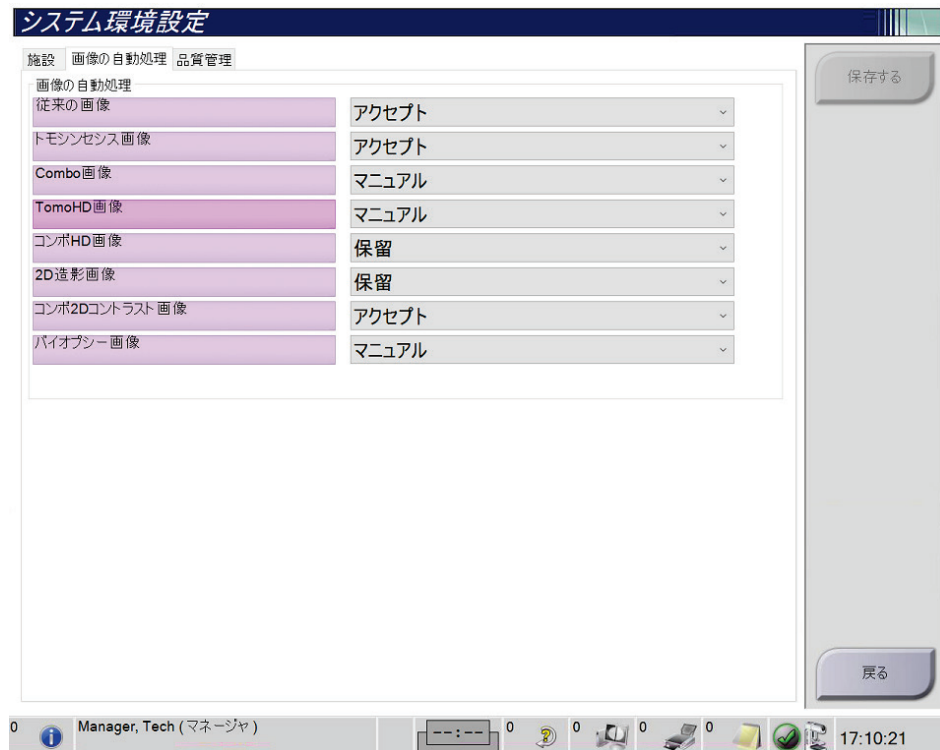 システム環境設定
施設 画像の自動処理 品質管理
保存する
画像の自動処理
従来の画像 アクセプト
トモシンセシス画像 アクセプト
Combo画像 マニュアル
TomoHD画像 マニュアル
コンボHD画像 保留
2D造影画像 保留
コンボ2Dコントラスト画像 アクセプト
バイオプシー画像 マニュアル
戻る
0 Manager, Tech (マネージャ) --:-- 0 0 0 0 17:10:21